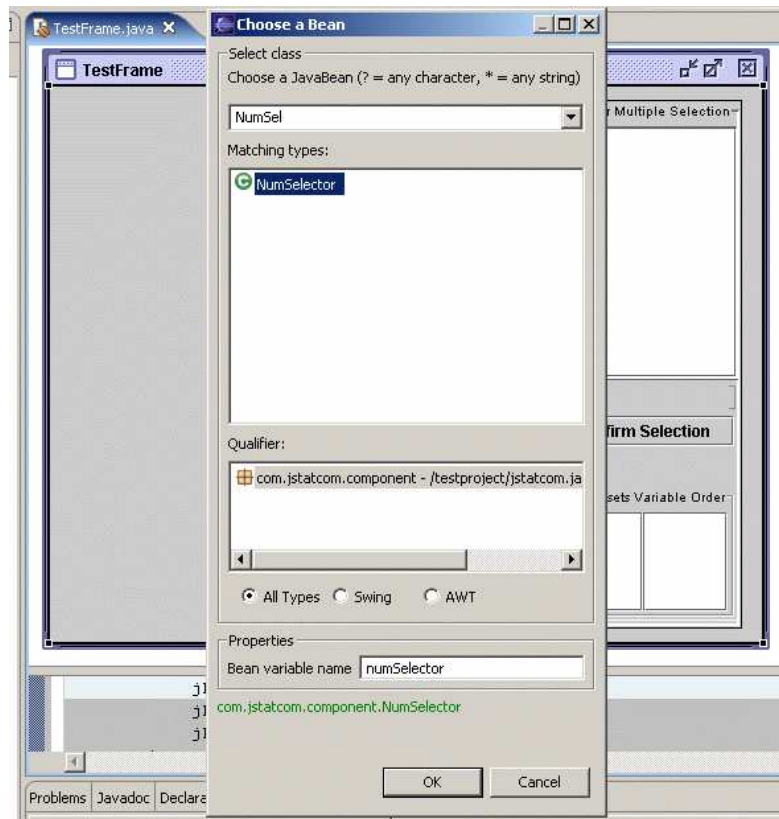 TestFrame.java
Choose a Bean
TestFrame
Select class
Choose a JavaBean (? = any character, * = any string)
NumSel
r Multiple Selection
Matching types:
NumSelector
firm Selection
Qualifier:
com.jstatcom.component - /testproject/jstatcom.ja
sets Variable Order
All Types Swing AWT
Properties
Bean variable name numSelector
com.jstatcom.component.NumSelector
OK Cancel
Problems Javadoc Declara